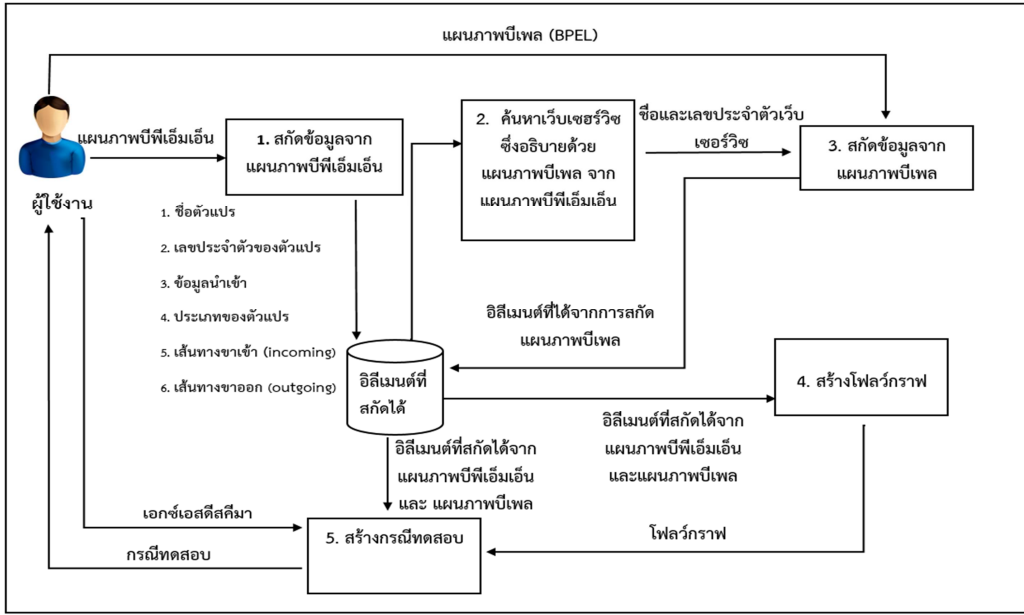 แผนภาพบีเพล (BPEL)
แผนภาพบีพีเอ็มเอ็น
ผู้ใช้งาน
1. สกัดข้อมูลจาก
แผนภาพบีพีเอ็มเอ็น
2. ค้นหาเว็บเซฮร์วิซ
ซึ่งอธิบายด้วย
แผนภาพบีเพล จาก
แผนภาพบีพีเอ็มเอ็น
ชื่อและเลขประจำตัวเว็บ
เซอร์วิซ
3. สกัดข้อมูลจาก
แผนภาพบีเพล
1. ชื่อตัวแปร
2. เลขประจำตัวของตัวแปร
3. ข้อมูลนำเข้า
4. ประเภทของตัวแปร
5. เส้นทางขาเข้า (incoming)
6. เส้นทางขาออก (outgoing)
อิลีเมนต์ที่ได้จากการสกัด
แผนภาพบีเพล
อิลีเมนต์ที่
สกัดได้
4. สร้างโฟลว์กราฟ
อิลีเมนต์ที่สกัดได้จาก
แผนภาพบีพีเอ็มเอ็น
และแผนภาพบีเพล
อิลีเมนต์ที่สกัดได้จาก
แผนภาพบีพีเอ็มเอ็น
และ แผนภาพบีเพล
เอกซ์เอสดีสคีมา
กรณีทดสอบ
5. สร้างกรณีทดสอบ
โฟลว์กราฟ